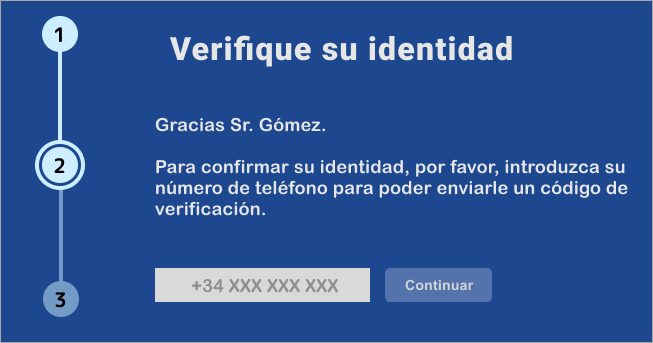 1
Verifique su identidad
Gracias Sr. Gómez.
2
Para confirmar su identidad, por favor, introduzca su
número de teléfono para poder enviarle un código de
verificación.
3
+34 XXX XXX XXX
Continuar